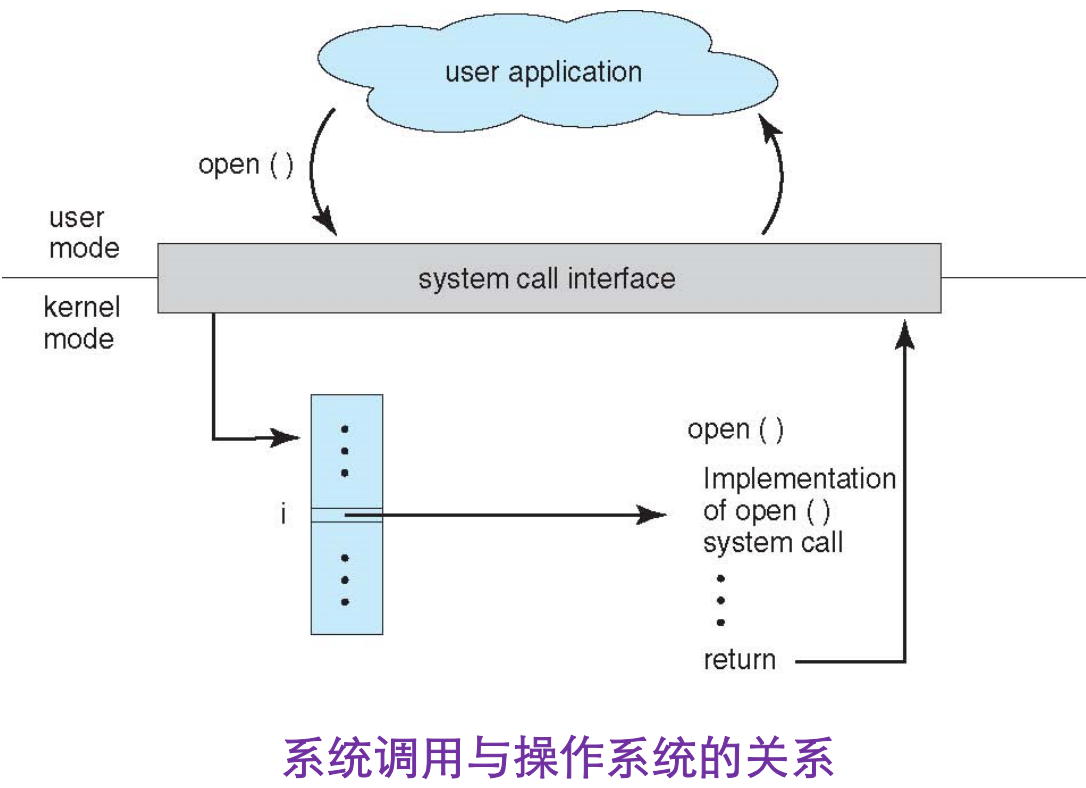 user application
open ( )
user
mode
system call interface
kernel
mode
open ( )
Implementation
of open ( )
system call
i
return
系统调用与操作系统的关系